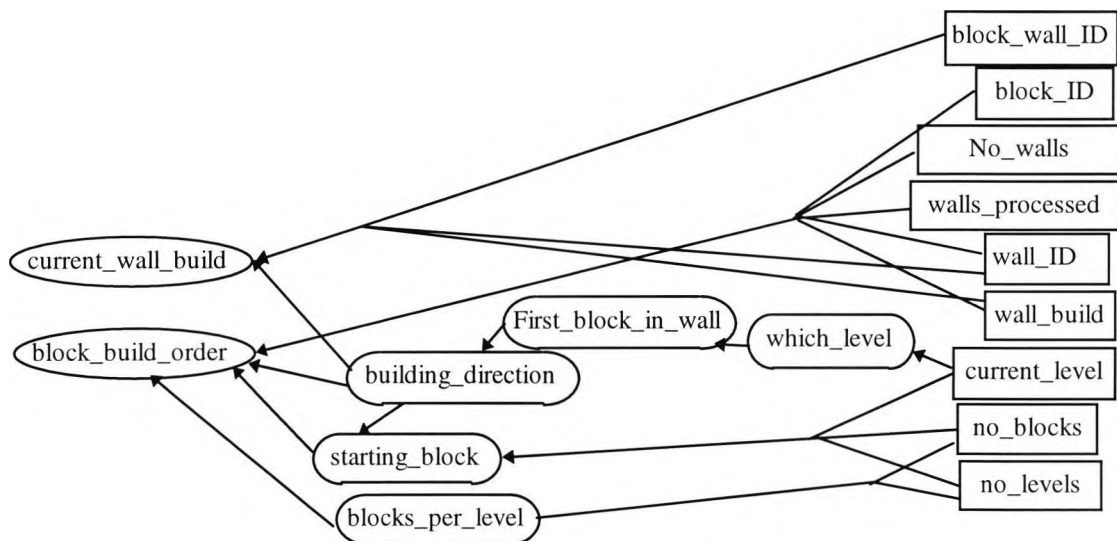 block_wall_ID
block_ID
No_walls
walls_processed
wall_ID
current_wall_build
wall_build
First_block_in_wall
which_level
block_build_order
building_direction
current_level
no_blocks
starting_block
no_levels
blocks_per_level